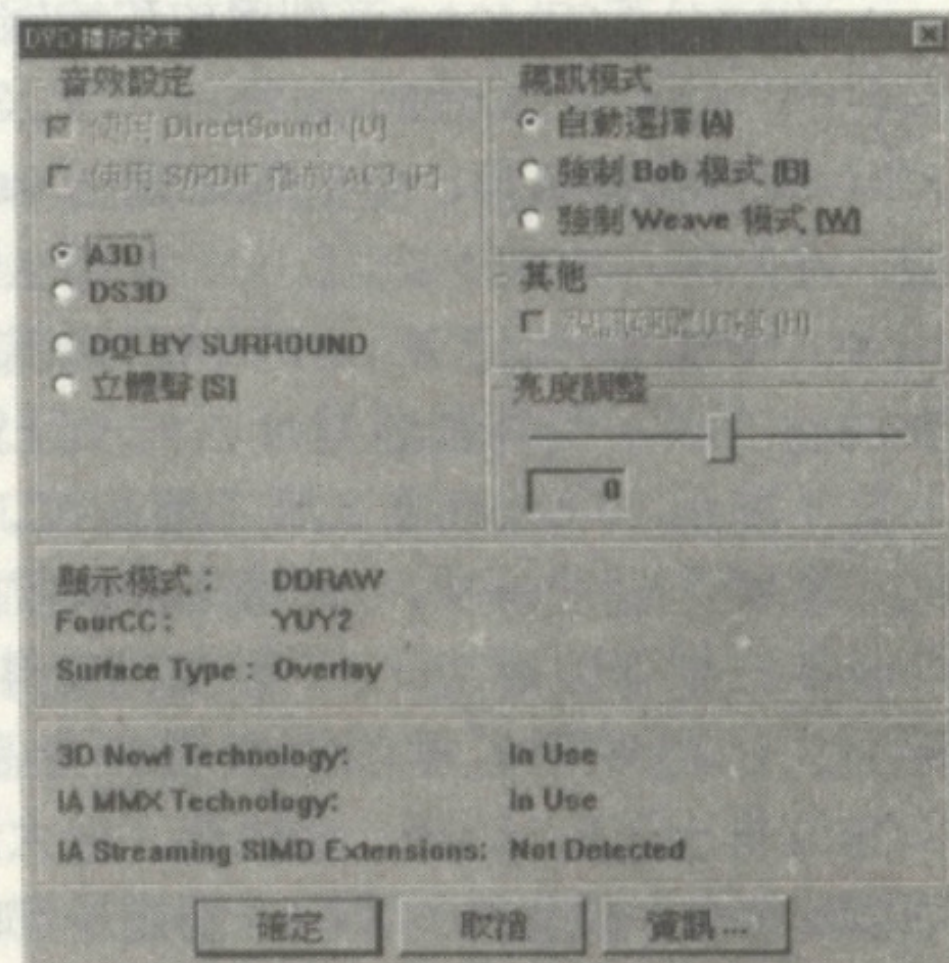 DVD 播放設定
音效設定
使用 DirectSound (U)
使用 S/PDIF 播放 AC3 (P)
A3D
DS3D
DOLBY SURROUND
立體聲 (S)
視訊模式
自動選擇 (A)
強制 Bob 模式 (B)
強制 Weave 模式 (W)
其他
(H)
亮度調整
0
顯示模式： DDRAW
FourCC： YUY2
Surface Type： Overlay
3D Now! Technology: In Use
IA MMX Technology: In Use
IA Streaming SIMD Extensions: Not Detected
確定 取消 資訊...